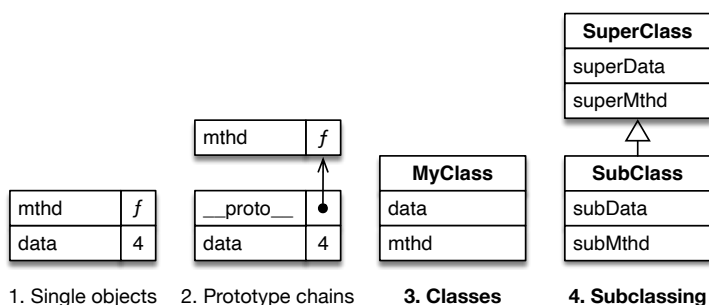 mthd f
data 4
1. Single objects
mthd f
__proto__
data 4
2. Prototype chains
MyClass
data
mthd
3. Classes
SuperClass
superData
superMthd
SubClass
subData
subMthd
4. Subclassing